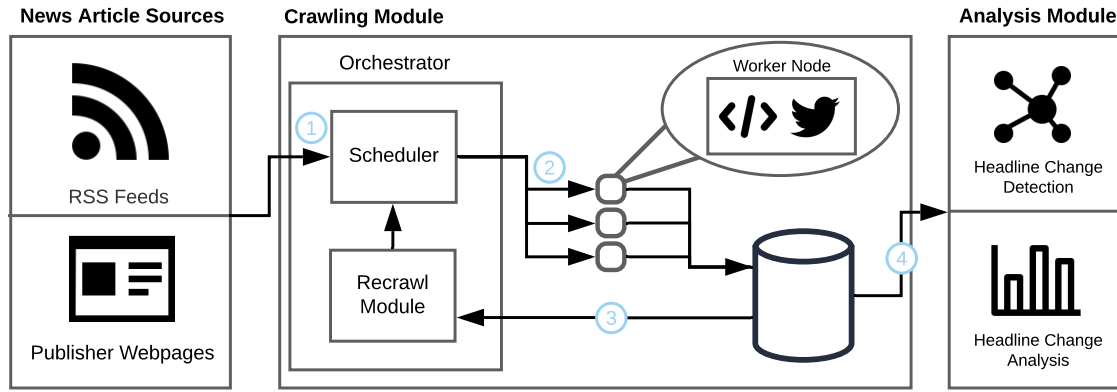 News Article Sources
Crawling Module
Analysis Module
Orchestrator
Worker Node
1
Scheduler
2
RSS Feeds
Headline Change
Detection
Recrawl
Module
3
4
Publisher Webpages
Headline Change
Analysis